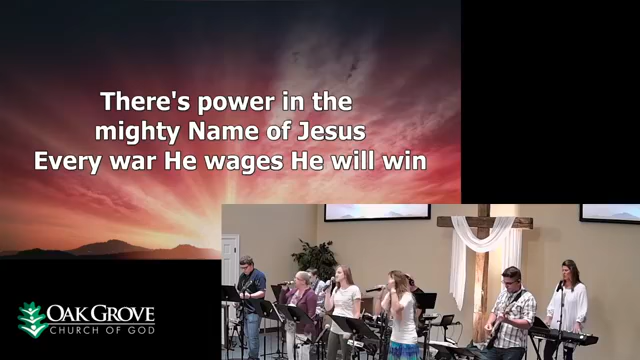 There's power in the
mighty Name of Jesus
Every war He wages He will win
OAK GROVE
CHURCH OF GOD